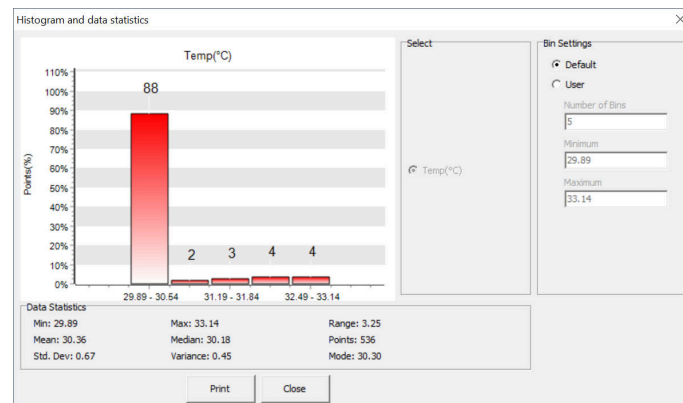 Histogram and data statistics
Temp(°C)
110%
100%
90%
80%
70%
60%
50%
40%
30%
20%
10%
0%
Points(%)
88
2
3
4
4
29.89 - 30.54
31.19 - 31.84
32.49 - 33.14
Select
Temp(°C)
Bin Settings
Default
User
Number of Bins
5
Minimum
29.89
Maximum
33.14
Data Statistics
Min: 29.89 Max: 33.14 Range: 3.25
Mean: 30.36 Median: 30.18 Points: 536
Std. Dev: 0.67 Variance: 0.45 Mode: 30.30
Print Close